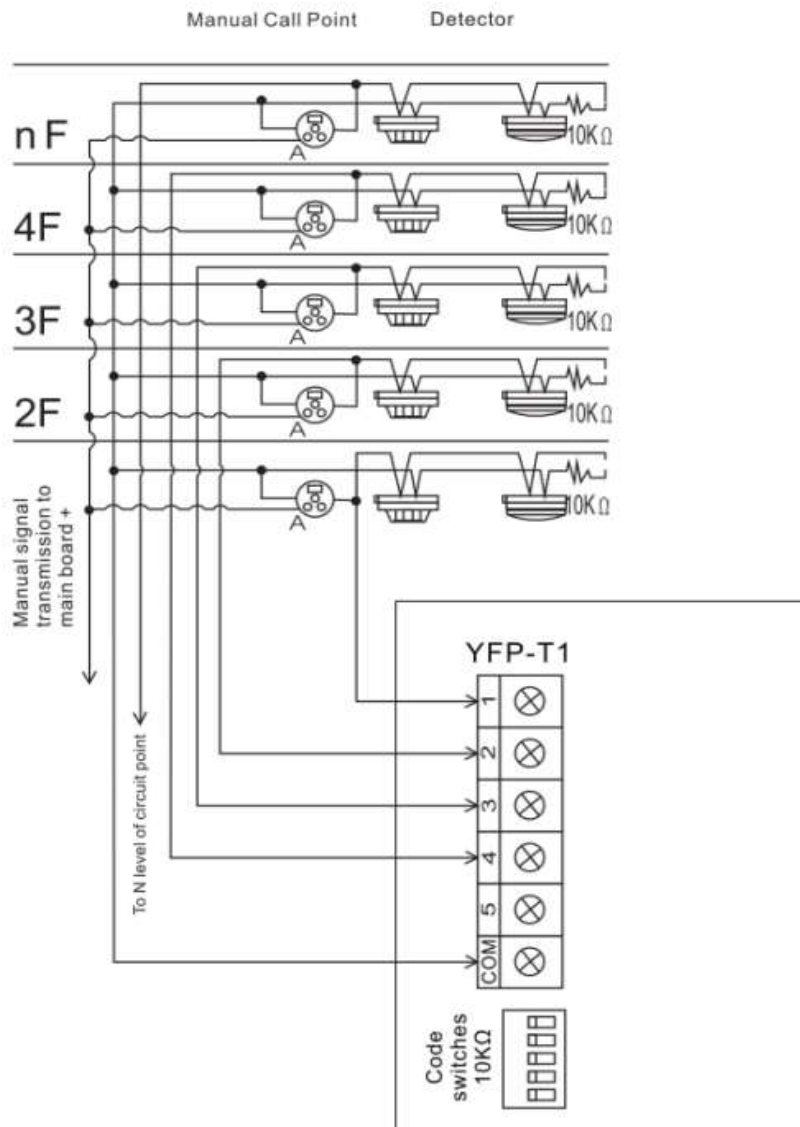 Manual Call Point Detector
nF
A
10KΩ
4F
A
10KΩ
3F
A
10KΩ
2F
A
10KΩ
A
10KΩ
Manual signal
transmission to
main board +
To N level of circuit point
YFP-T1
1
2
3
4
5
COM
Code
switches
10KΩ